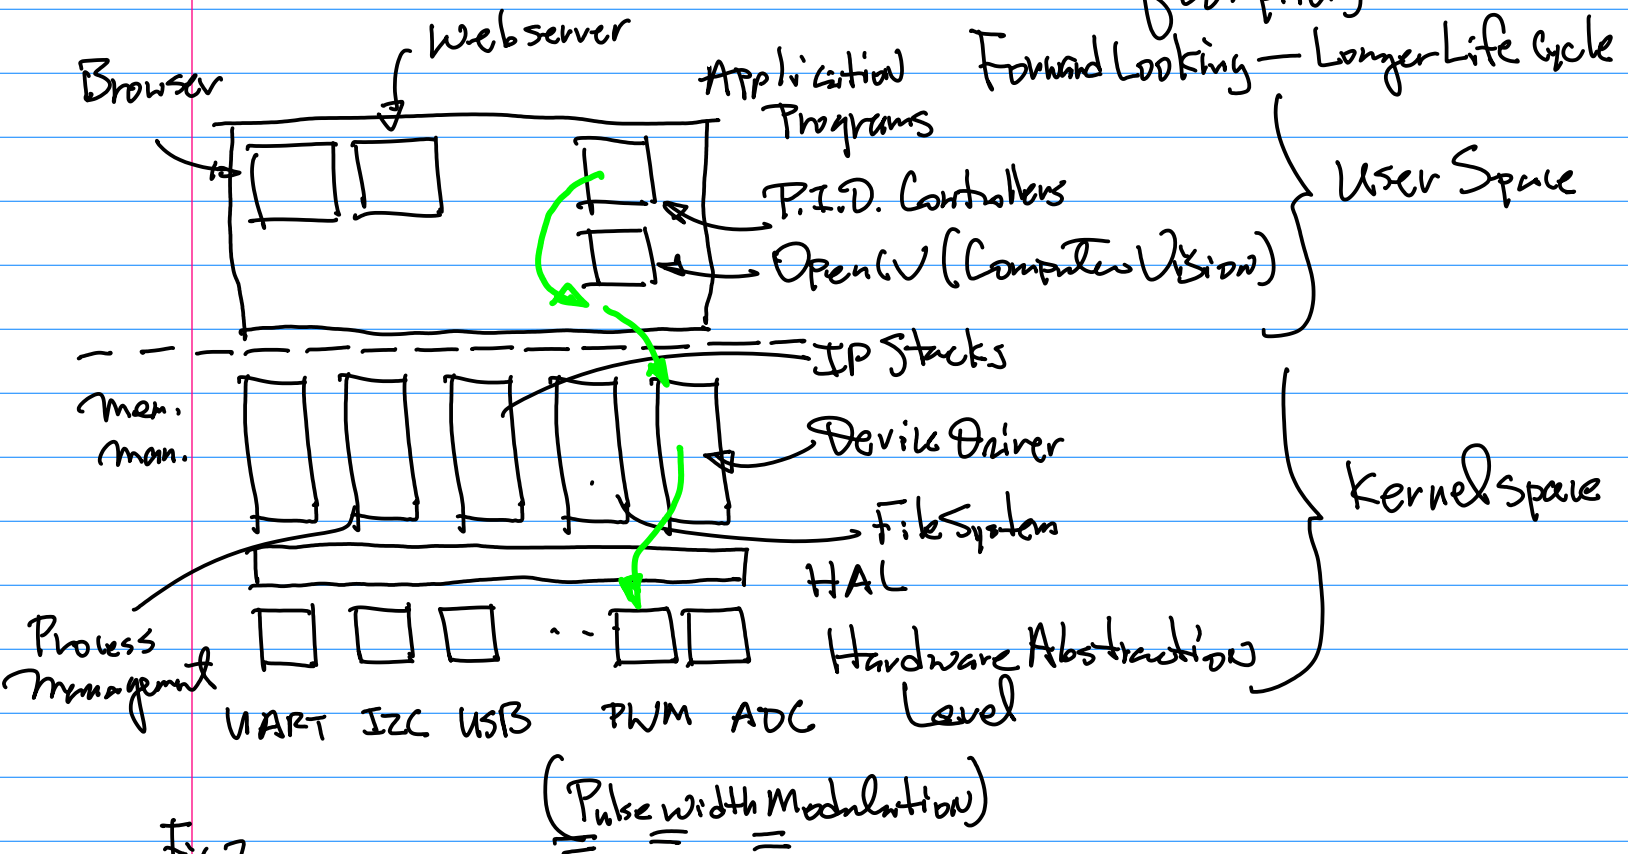 Webserver
Browser
Application
Programs
Forward Looking — Longer Life Cycle
User Space
P.I.D. Controllers
OpenCV (Computer Vision)
IP Stacks
Mem.
Man.
Device Driver
Kernel Space
File System
HAL
Process
Management
Hardware Abstraction
Level
UART I2C USB .. PWM ADC
(Pulse Width Modulation)